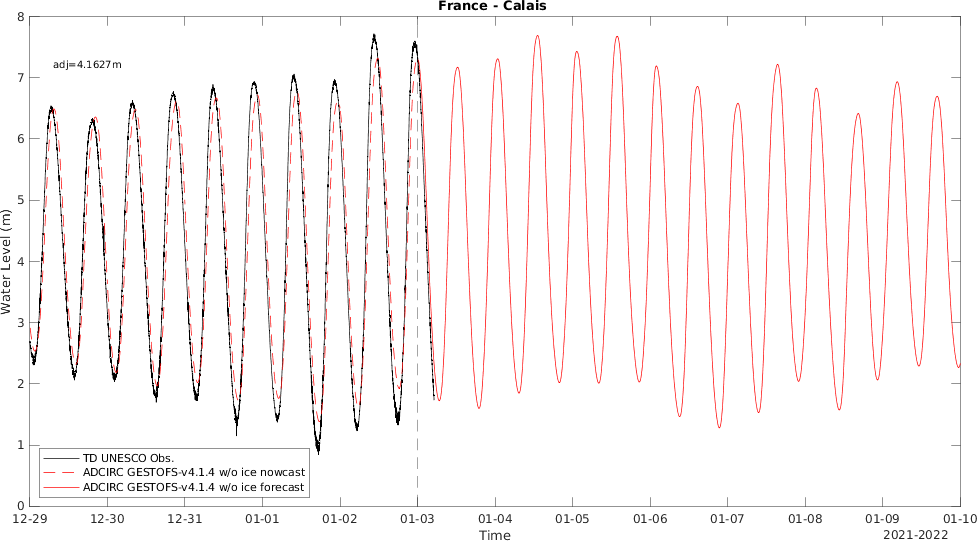 France - Calais
8
7
6
5
4
3
2
1
0
Water Level (m)
adj=4.1627m
TD UNESCO Obs.
ADCIRC GESTOFS-v4.1.4 w/o ice nowcast
ADCIRC GESTOFS-v4.1.4 w/o ice forecast
12-29 12-30 12-31 01-01 01-02 01-03 01-04 01-05 01-06 01-07 01-08 01-09 01-10
Time
2021-2022